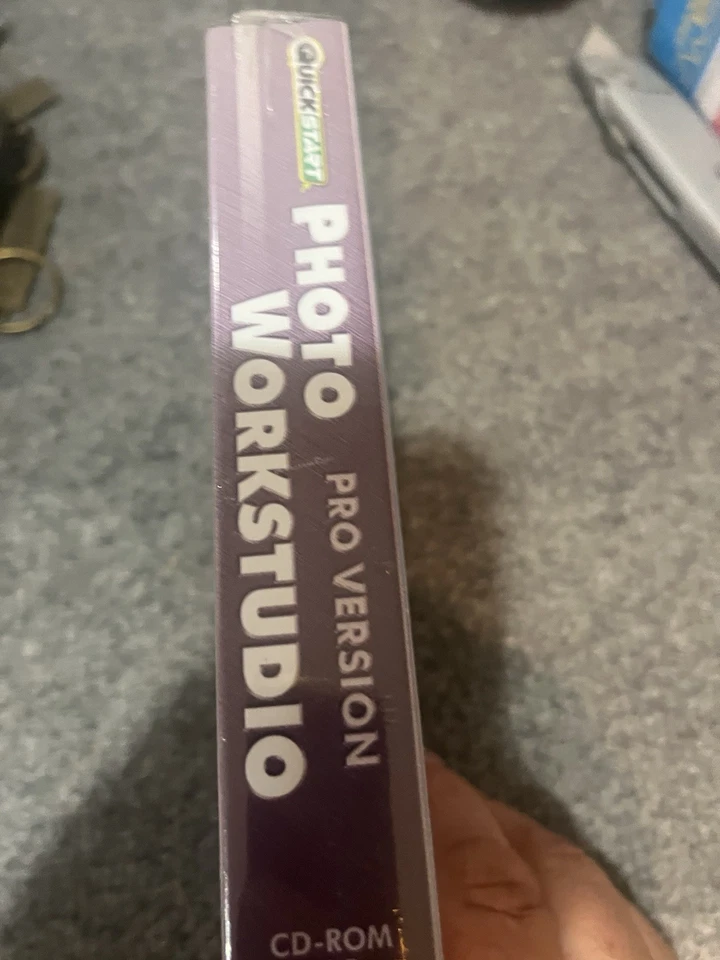 QUICKSTART
PHOTO
WORKSTUDIO
PRO VERSION
CD-ROM